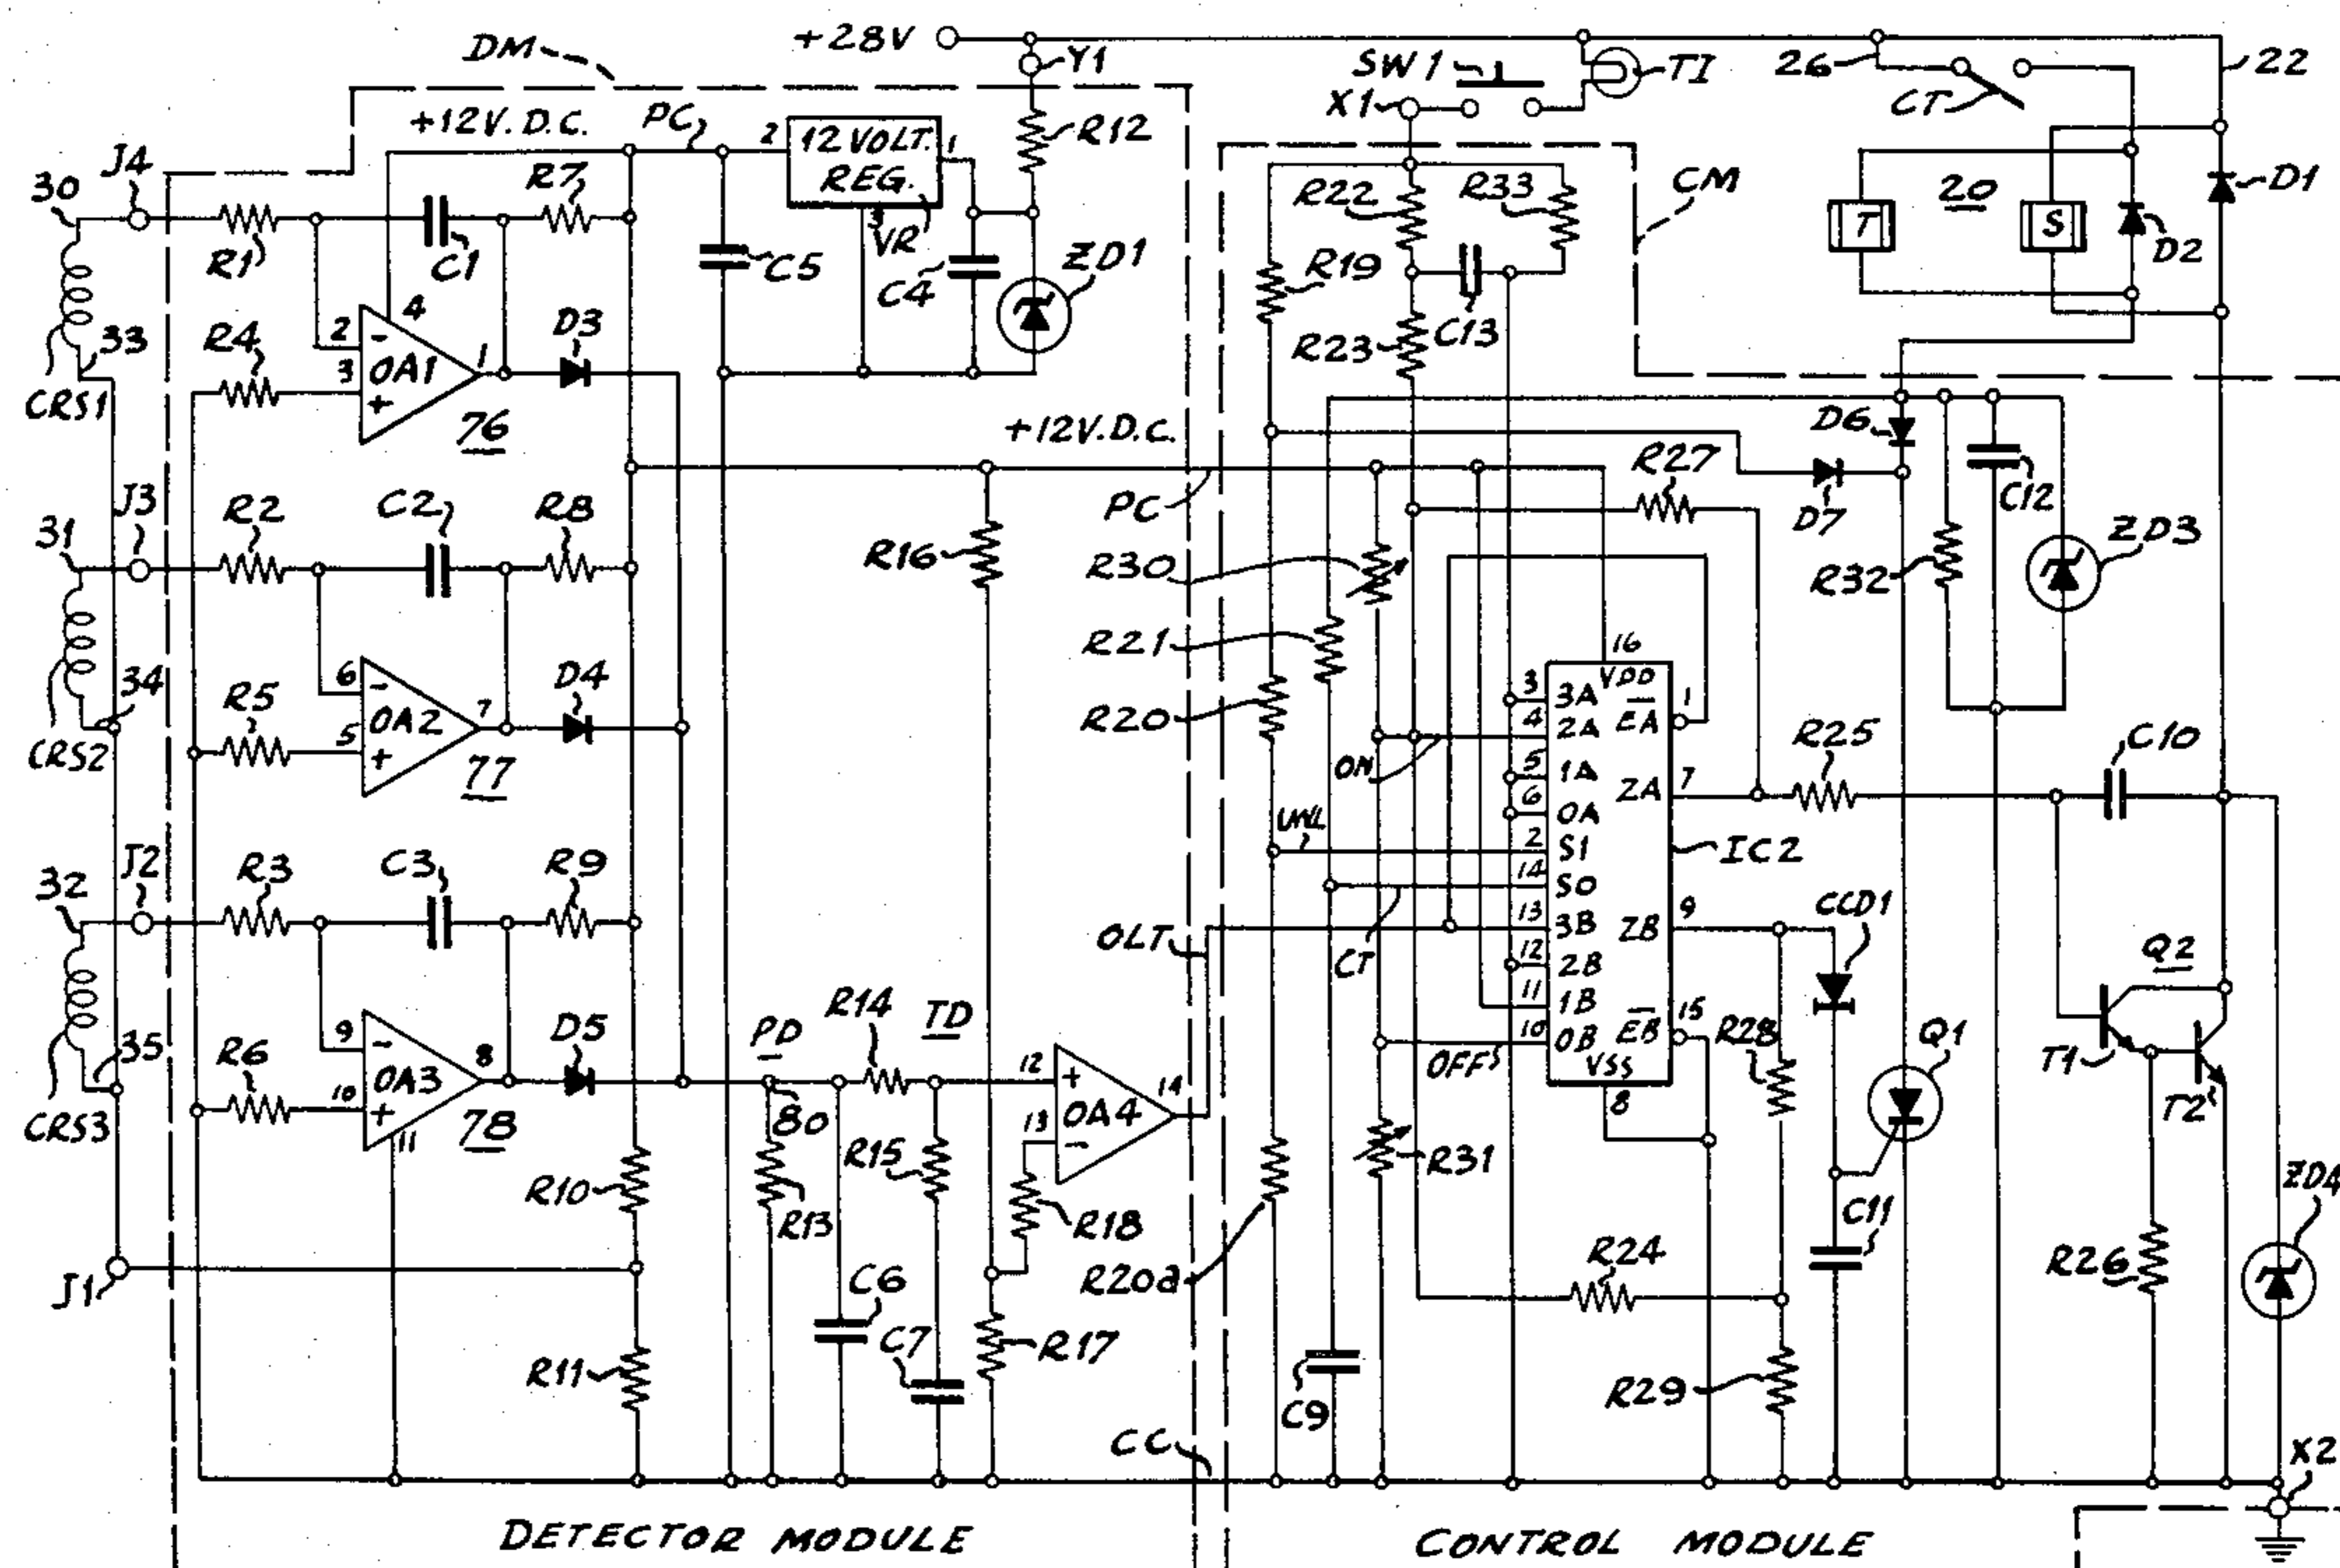 +28V
DM
Y1
SW1
TI
X1
26
CT
22
+12V. D.C.
PC
2
12 VOLT.
REG.
1
3
VR
R12
J4
30
R7
R22
R33
CM
20
D1
T
S
D2
R1
C1
C5
C4
ZD1
R19
C13
R23
4
D3
R4
33
2
-
3
OA1
1
+
CRS1
76
+12V.D.C.
D6
R27
C12
D7
PC
J3
31
R2
C2
R8
R16
R30
ZD3
R32
R21
16
34
R5
6
-
OA2
7
5
+
D4
CRS2
77
R20
3
3A
VDD
1
4
2A
EA
ON
5
1A
6
0A
ZA
7
R25
C10
UNL
2
S1
IC2
14
S0
J2
32
R3
C3
R9
OLT
CT
13
3B
ZB
9
CCD1
12
2B
11
1B
15
10
0B
EB
OFF
VSS
8
Q2
R28
Q1
T1
T2
35
R6
9
-
OA3
8
10
+
11
D5
CRS3
78
PD
R14
TD
80
12
+
OA4
14
13
-
R10
R13
R15
R18
R31
C11
ZD4
J1
C6
R20a
R24
R26
C7
R17
R11
C9
R29
CC
X2
DETECTOR MODULE
CONTROL MODULE